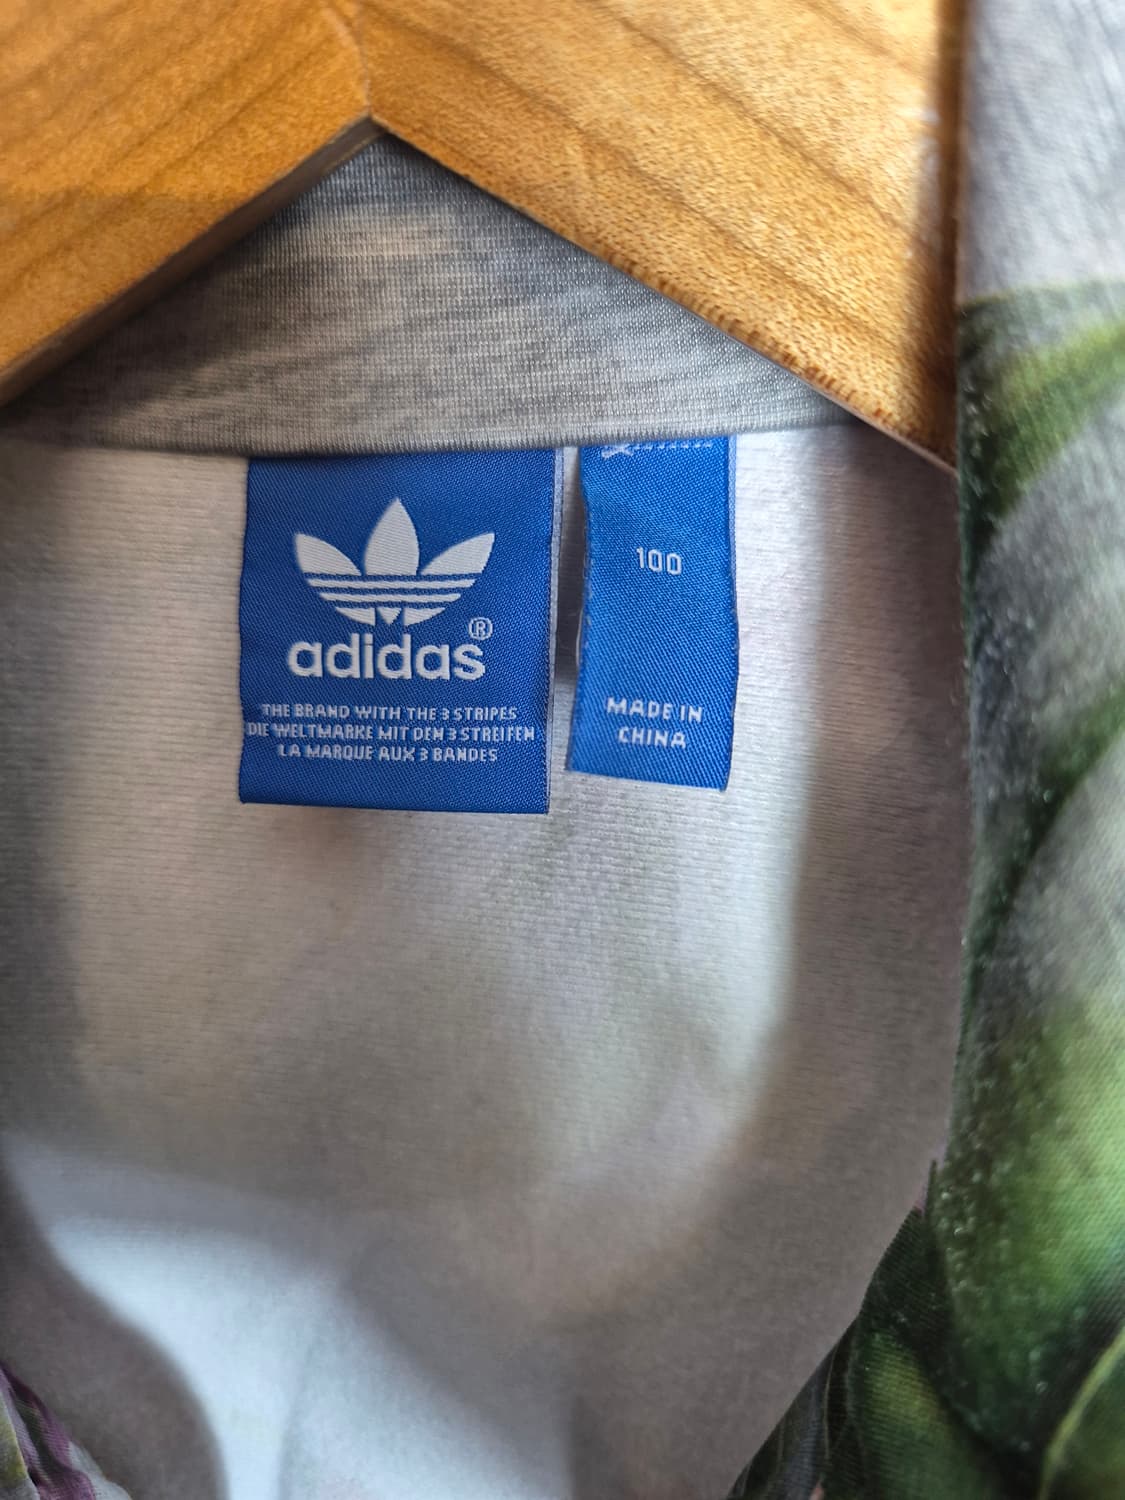 adidas®
THE BRAND WITH THE 3 STRIPES
DIE WELTMARKE MIT DEN 3 STREIFEN
LA MARQUE AUX 3 BANDES
100
MADE IN
CHINA